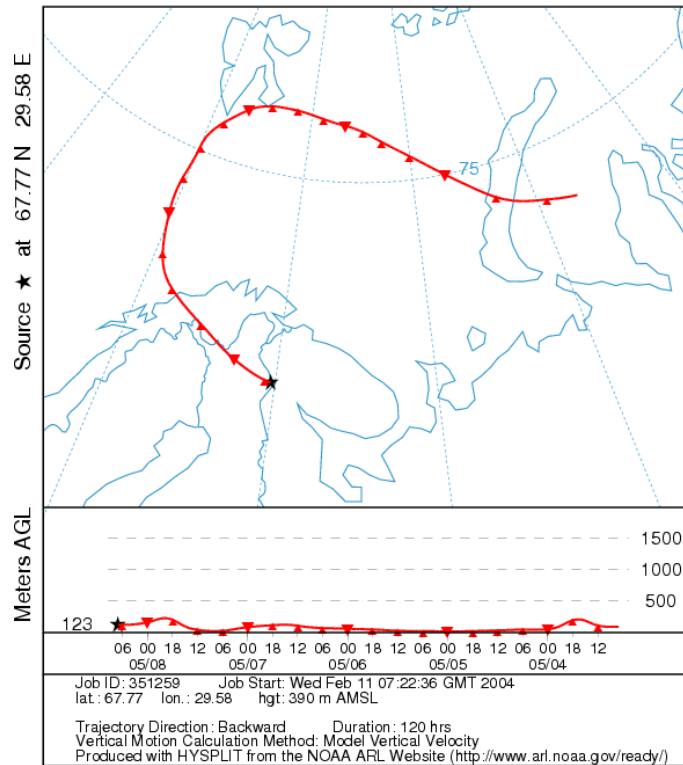 Source ★ at 67.77 N 29.58 E
75
Meters AGL
1500
1000
500
123
06 00 18 12 06 00 18 12 06 00 18 12 06 00 18 12 06 00 18 12
05/08 05/07 05/06 05/05 05/04
Job ID: 351259 Job Start: Wed Feb 11 07:22:36 GMT 2004
lat.: 67.77 lon.: 29.58 hgt: 390 m AMSL
Trajectory Direction: Backward Duration: 120 hrs
Vertical Motion Calculation Method: Model Vertical Velocity
Produced with HYSPLIT from the NOAA ARL Website (http://www.arl.noaa.gov/ready/)